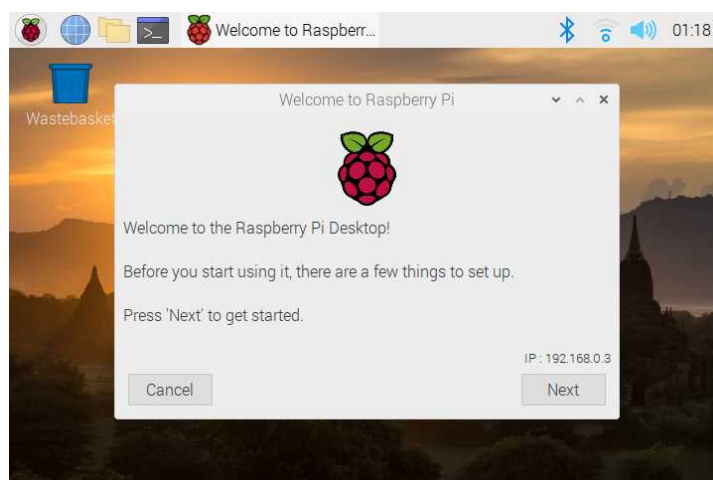 Welcome to Raspberr...
01:18
Wastebasket
Welcome to Raspberry Pi
Welcome to the Raspberry Pi Desktop!
Before you start using it, there are a few things to set up.
Press 'Next' to get started.
IP : 192.168.0.3
Cancel
Next